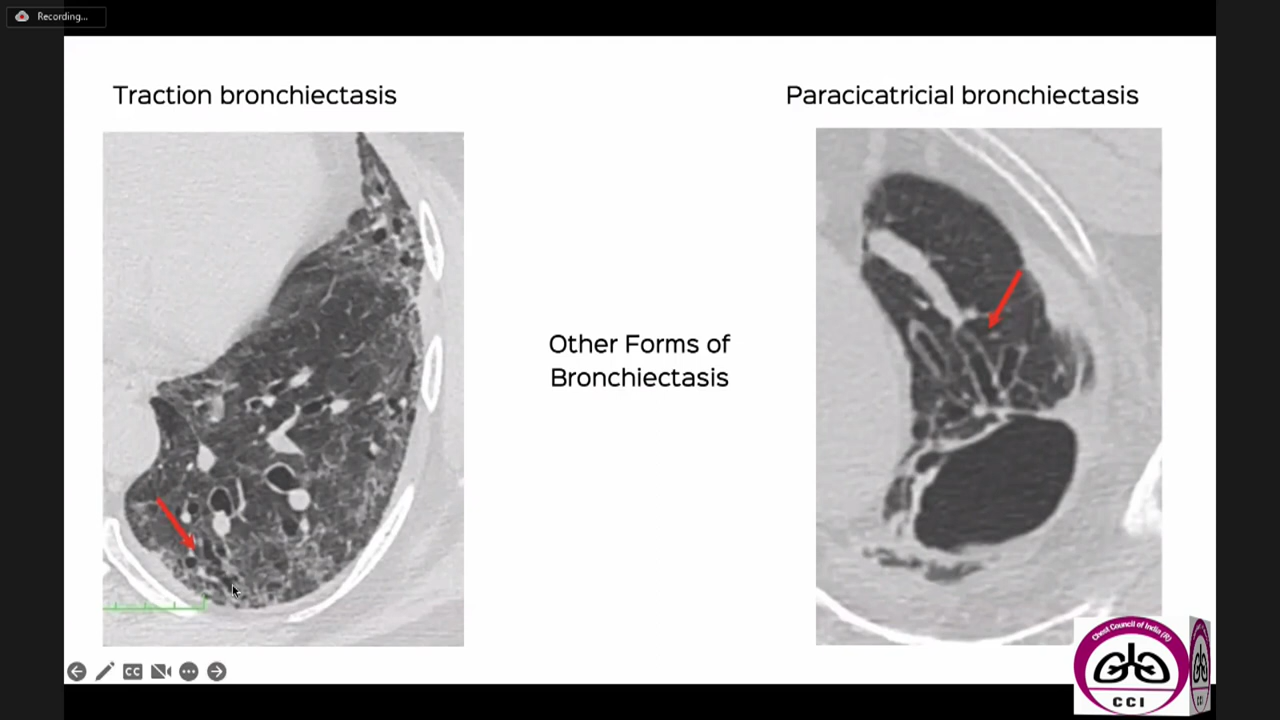 Recording...
Traction bronchiectasis
Paracicatricial bronchiectasis
Other Forms of
Bronchiectasis
CC
Chest Council of India (R)
CCI